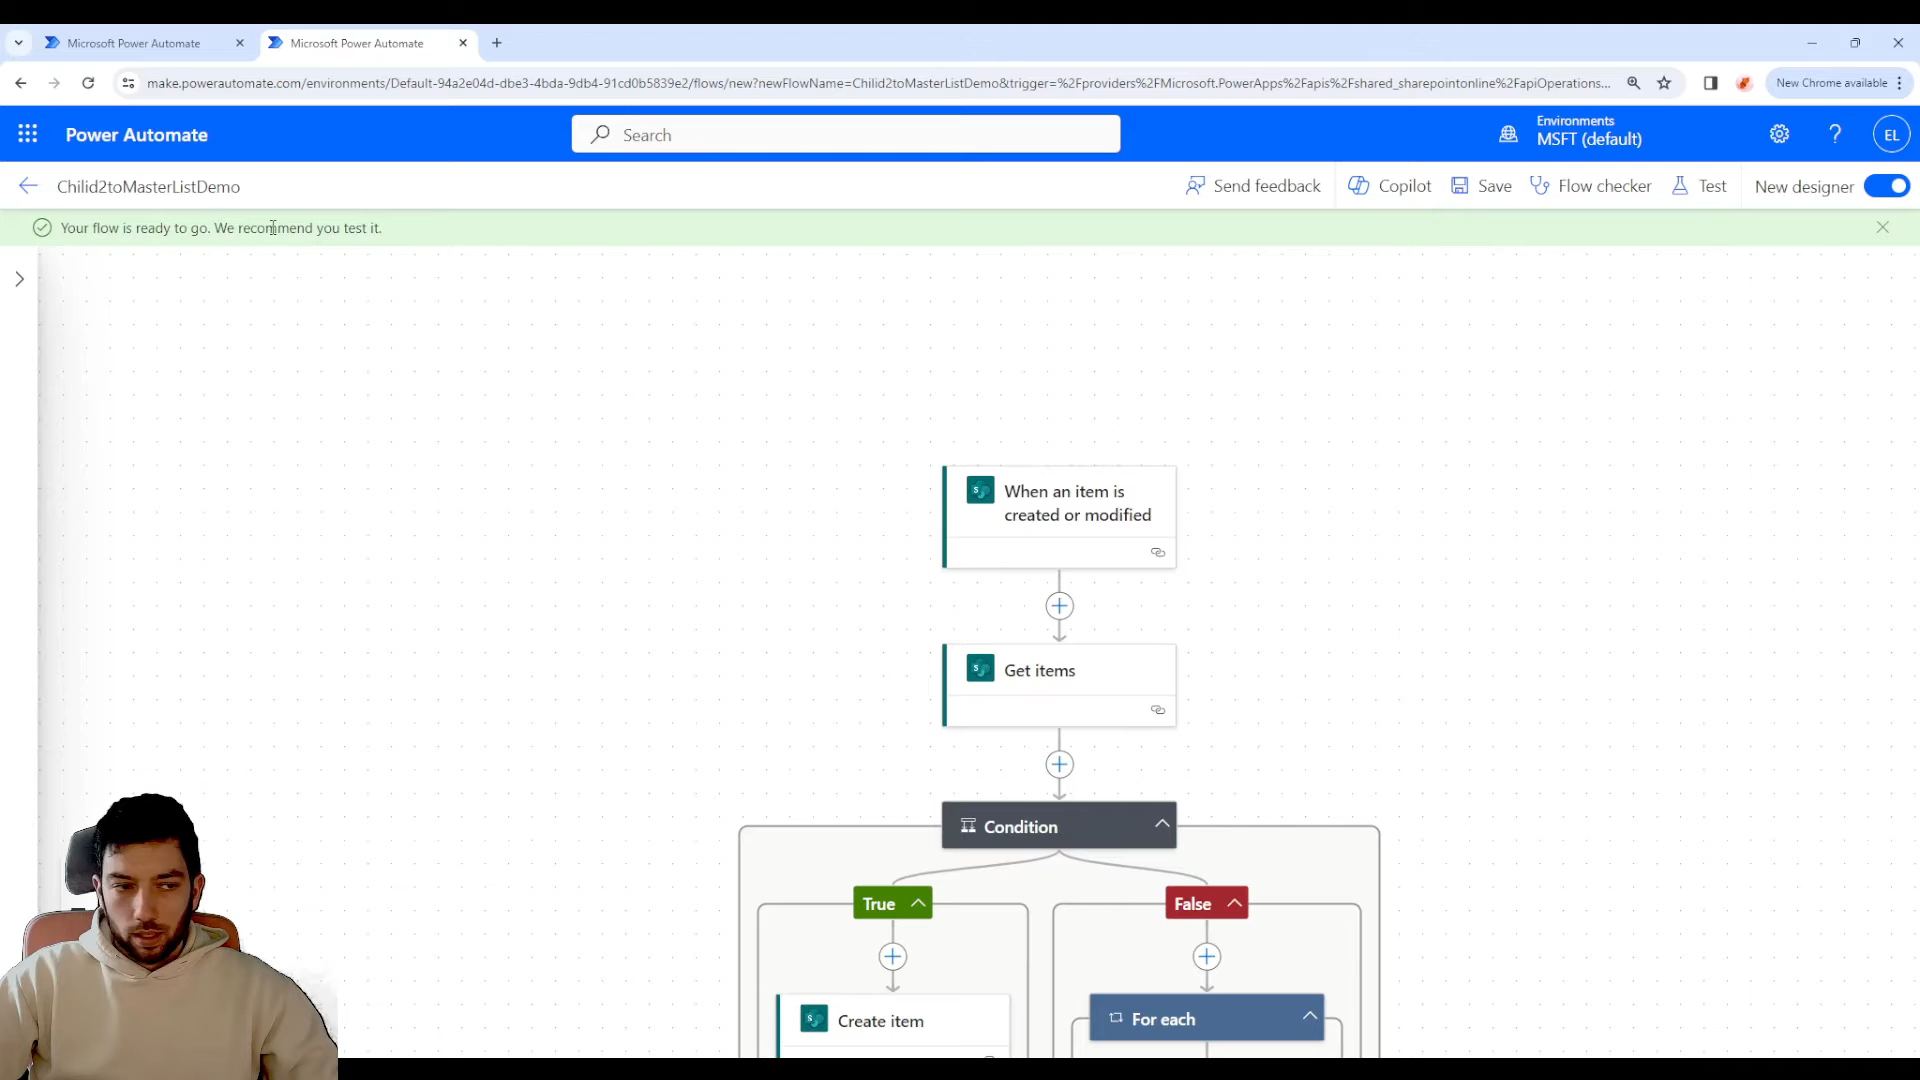 Microsoft Power Automate
Microsoft Power Automate
make.powerautomate.com/environments/Default-94a2e04d-dbe3-4bda-9db4-91cd0b5839e2/flows/new?newFlowName=Chilid2toMasterListDemo&trigger=%2Fproviders%2FMicrosoft.PowerApps%2Fapis%2Fshared_sharepointonline%2FapiOperations...
New Chrome available
Power Automate
Search
Environments
MSFT (default)
?
EL
Chilid2toMasterListDemo
Send feedback
Copilot
Save
Flow checker
Test
New designer
Your flow is ready to go. We recommend you test it.
When an item is
created or modified
Get items
Condition
True
False
Create item
For each